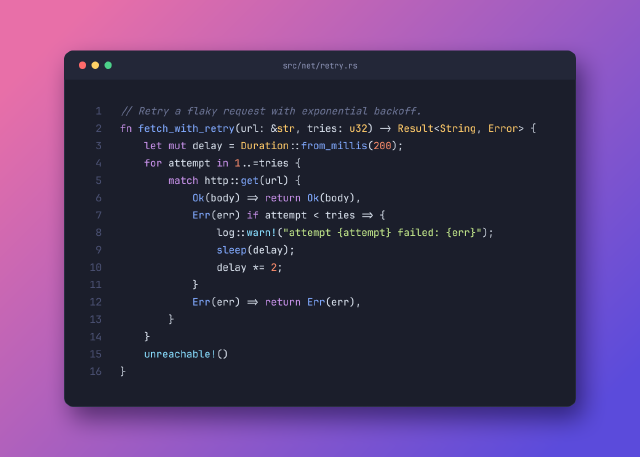 src/net/retry.rs
1 // Retry a flaky request with exponential backoff.
2 fn fetch_with_retry(url: &str, tries: u32) -> Result<String, Error> {
3     let mut delay = Duration::from_millis(200);
4     for attempt in 1..=tries {
5         match http::get(url) {
6             Ok(body) => return Ok(body),
7             Err(err) if attempt < tries => {
8                 log::warn!("attempt {attempt} failed: {err}");
9                 sleep(delay);
10                 delay *= 2;
11             }
12             Err(err) => return Err(err),
13         }
14     }
15     unreachable!()
16 }